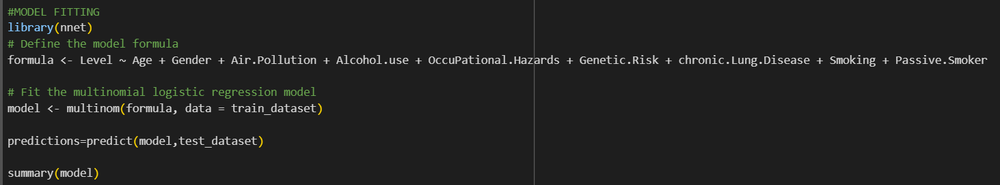 #MODEL FITTING
library(nnet)
# Define the model formula
formula <- Level ~ Age + Gender + Air.Pollution + Alcohol.use + OccuPational.Hazards + Genetic.Risk + chronic.Lung.Disease + Smoking + Passive.Smoker
# Fit the multinomial logistic regression model
model <- multinom(formula, data = train_dataset)
predictions=predict(model,test_dataset)
summary(model)